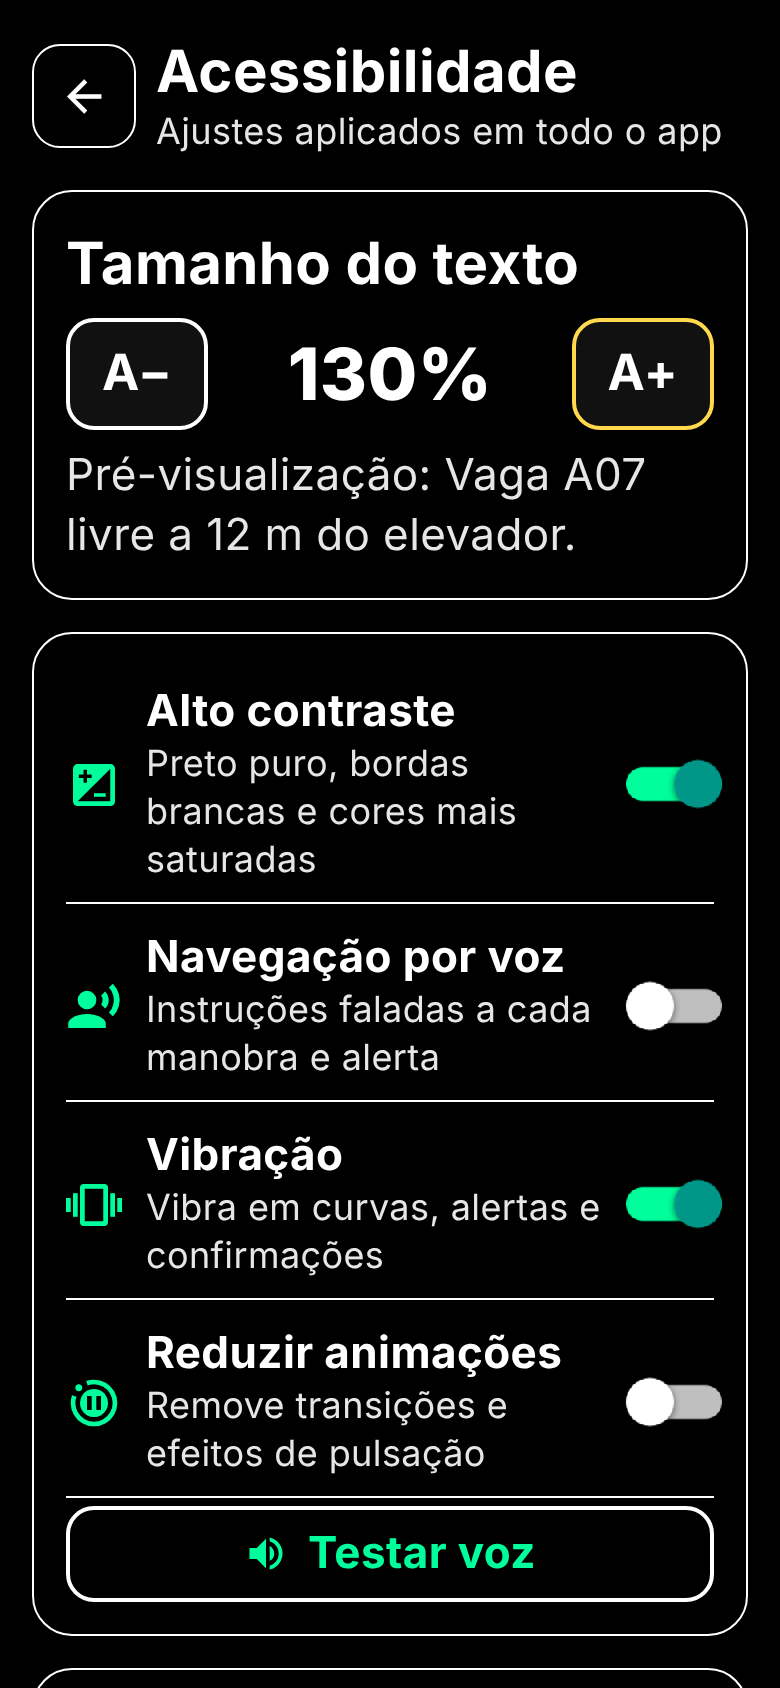 Acessibilidade
Ajustes aplicados em todo o app
Tamanho do texto
A−
130%
A+
Pré-visualização: Vaga A07
livre a 12 m do elevador.
Alto contraste
Preto puro, bordas
brancas e cores mais
saturadas
Navegação por voz
Instruções faladas a cada
manobra e alerta
Vibração
Vibra em curvas, alertas e
confirmações
Reduzir animações
Remove transições e
efeitos de pulsação
Testar voz